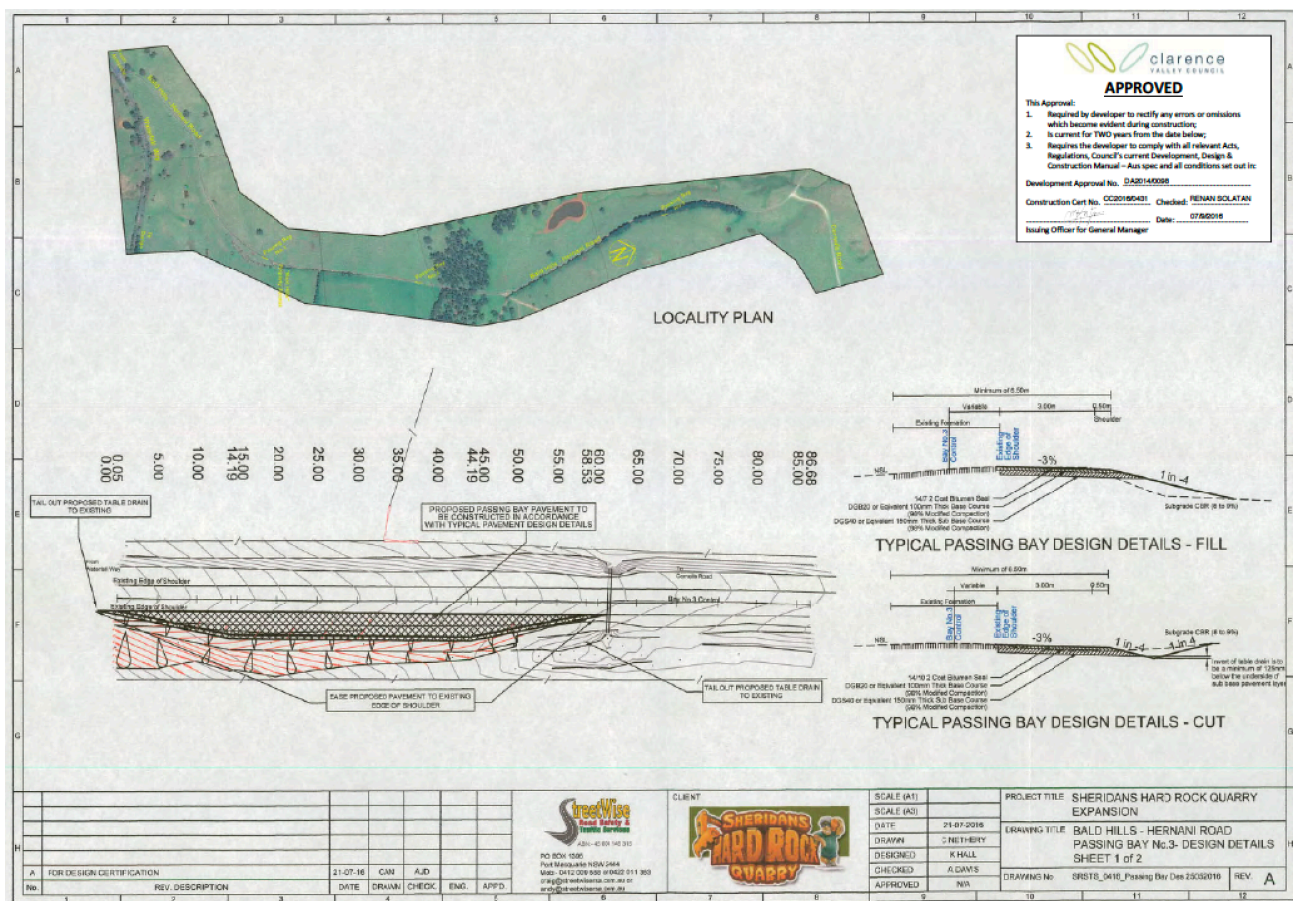 clarence
VALLEY COUNCIL
APPROVED
This Approval:
1. Required by developer to rectify any errors or omissions
which become evident during construction;
2. Is current for TWO years from the date below;
3. Requires the developer to comply with all relevant Acts,
Regulations, Council's current Development, Design &
Construction Manual – Aus spec and all conditions set out in:
Development Approval No. DA2014/0098
Construction Cert No. CC2016/0431 Checked: RENAN SOLATAN
Date: 07/9/2016
Issuing Officer for General Manager
LOCALITY PLAN
0.00
0.05
5.00
10.00
14.19
15.00
20.00
25.00
30.00
35.00
40.00
44.19
45.00
50.00
55.00
58.53
60.00
65.00
70.00
75.00
80.00
85.00
86.68
TAIL OUT PROPOSED TABLE DRAIN
TO EXISTING
PROPOSED PASSING BAY PAVEMENT TO
BE CONSTRUCTED IN ACCORDANCE
WITH TYPICAL PAVEMENT DESIGN DETAILS
Existing Edge of Shoulder
Existing Edge of Shoulder
Bay No.3 Control
EASE PROPOSED PAVEMENT TO EXISTING
EDGE OF SHOULDER
TAIL OUT PROPOSED TABLE DRAIN
TO EXISTING
Minimum of 6.50m
Variable 3.00m 0.50m
Shoulder
Existing Formation
Bay No.3
Control
Existing
Edge of
Shoulder
NSL
-3%
1 in -4
14/7 2 Coat Bitumen Seal
DGB20 or Equivalent 100mm Thick Base Course
(98% Modified Compaction)
DGS40 or Equivalent 150mm Thick Sub Base Course
Subgrade CBR (6 to 9%)
TYPICAL PASSING BAY DESIGN DETAILS - FILL
Minimum of 6.50m
Variable 3.00m 0.50m
Existing Formation
Bay No.3
Control
Existing
Edge of
Shoulder
NSL
-3%
1 in -4
1 in 4
Subgrade CBR (6 to 9%)
Invert of table drain is to
be a minimum of 125mm
below the underside of
sub base pavement layer
14/10 2 Coat Bitumen Seal
DGB20 or Equivalent 100mm Thick Base Course
(98% Modified Compaction)
DGS40 or Equivalent 150mm Thick Sub Base Course
(98% Modified Compaction)
TYPICAL PASSING BAY DESIGN DETAILS - CUT
A FOR DESIGN CERTIFICATION 21-07-16 CAN AJD
No. REV. DESCRIPTION DATE DRAWN CHECK. ENG. APPD.
StreetWise
Road Safety &
Traffic Services
PO BOX 1395
Port Macquarie NSW 2444
CLIENT
SHERIDANS
HARD ROCK
QUARRY
SCALE (A1)
SCALE (A3)
DATE 21-07-2016
DRAWN C NETHERY
DESIGNED K HALL
CHECKED A DAVIS
APPROVED N/A
PROJECT TITLE SHERIDANS HARD ROCK QUARRY
EXPANSION
DRAWING TITLE BALD HILLS - HERNANI ROAD
PASSING BAY No.3- DESIGN DETAILS
SHEET 1 of 2
DRAWING No SRSTS_0416_Passing Bay Des 25052016 REV. A